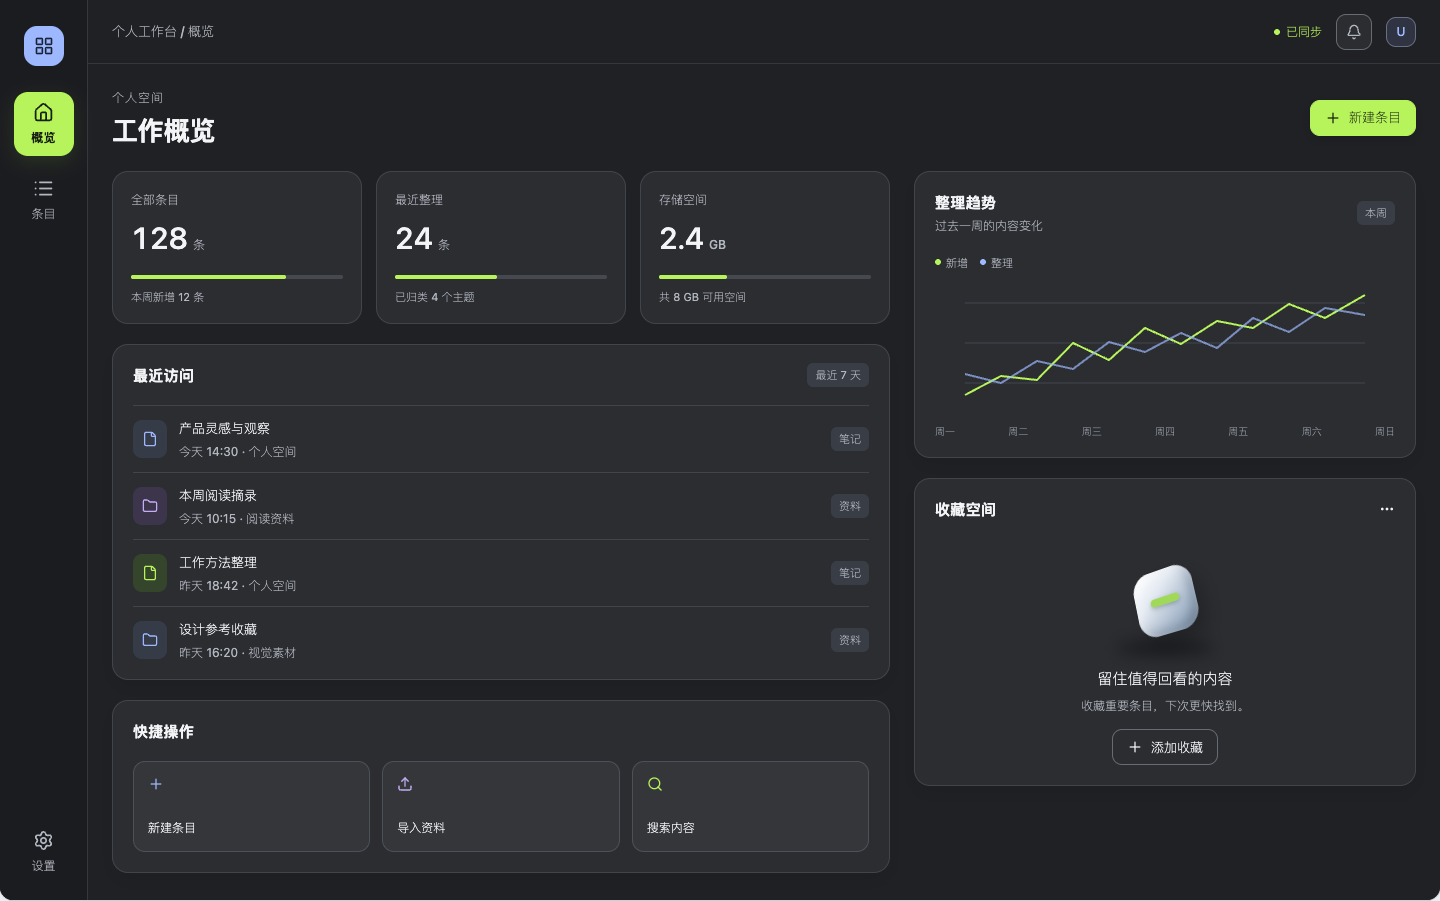 个人工作台 / 概览
已同步
U
概览
条目
设置
个人空间
工作概览
新建条目
全部条目
128 条
本周新增 12 条
最近整理
24 条
已归类 4 个主题
存储空间
2.4 GB
共 8 GB 可用空间
最近访问
最近 7 天
产品灵感与观察
今天 14:30 · 个人空间
笔记
本周阅读摘录
今天 10:15 · 阅读资料
资料
工作方法整理
昨天 18:42 · 个人空间
笔记
设计参考收藏
昨天 16:20 · 视觉素材
资料
快捷操作
新建条目
导入资料
搜索内容
整理趋势
过去一周的内容变化
本周
新增
整理
周一
周二
周三
周四
周五
周六
周日
收藏空间
留住值得回看的内容
收藏重要条目，下次更快找到。
添加收藏